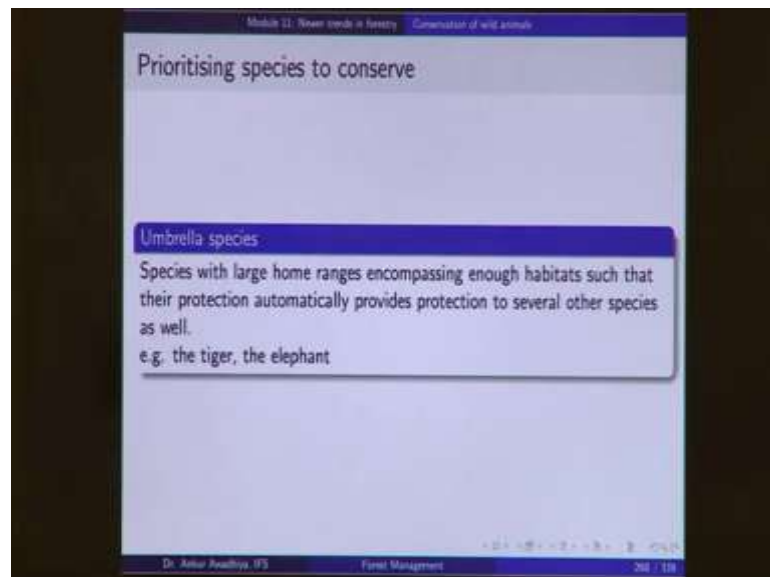 Module 11: Newer trends in forestry Conservation of wild animals
Prioritising species to conserve
Umbrella species
Species with large home ranges encompassing enough habitats such that
their protection automatically provides protection to several other species
as well.
e.g. the tiger, the elephant
Dr. Ankur Awadhiya, IFS Forest Management